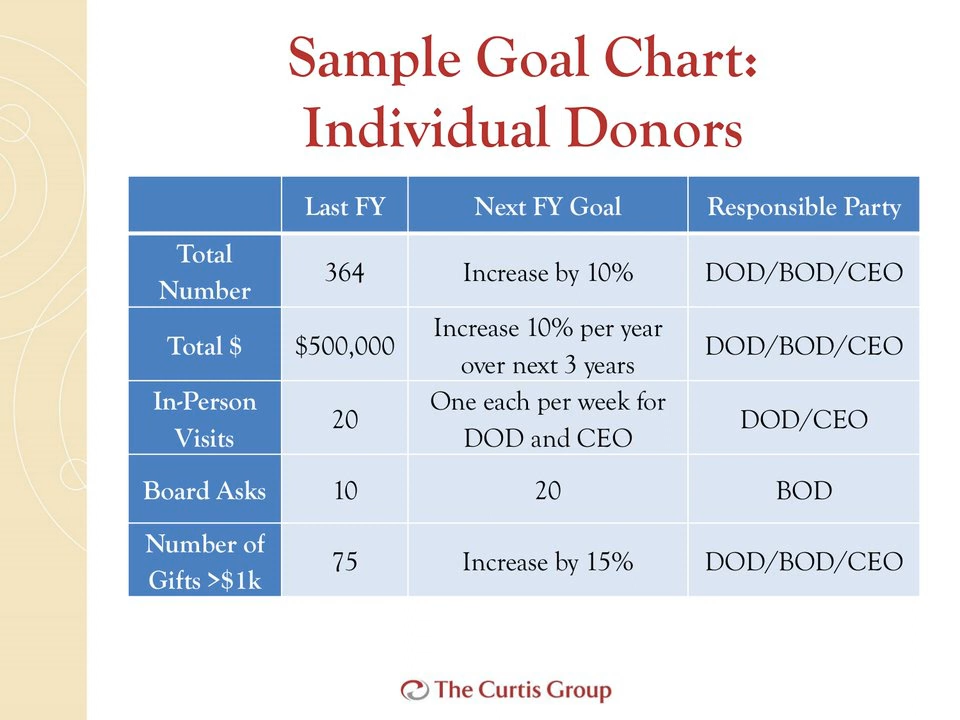 Sample Goal Chart:
Individual Donors
Last FY Next FY Goal Responsible Party
Total
Number
364 Increase by 10% DOD/BOD/CEO
Total $ $500,000
Increase 10% per year
over next 3 years
DOD/BOD/CEO
In-Person
Visits
20
One each per week for
DOD and CEO
DOD/CEO
Board Asks 10 20 BOD
Number of
Gifts >$1k
75 Increase by 15% DOD/BOD/CEO
The Curtis Group